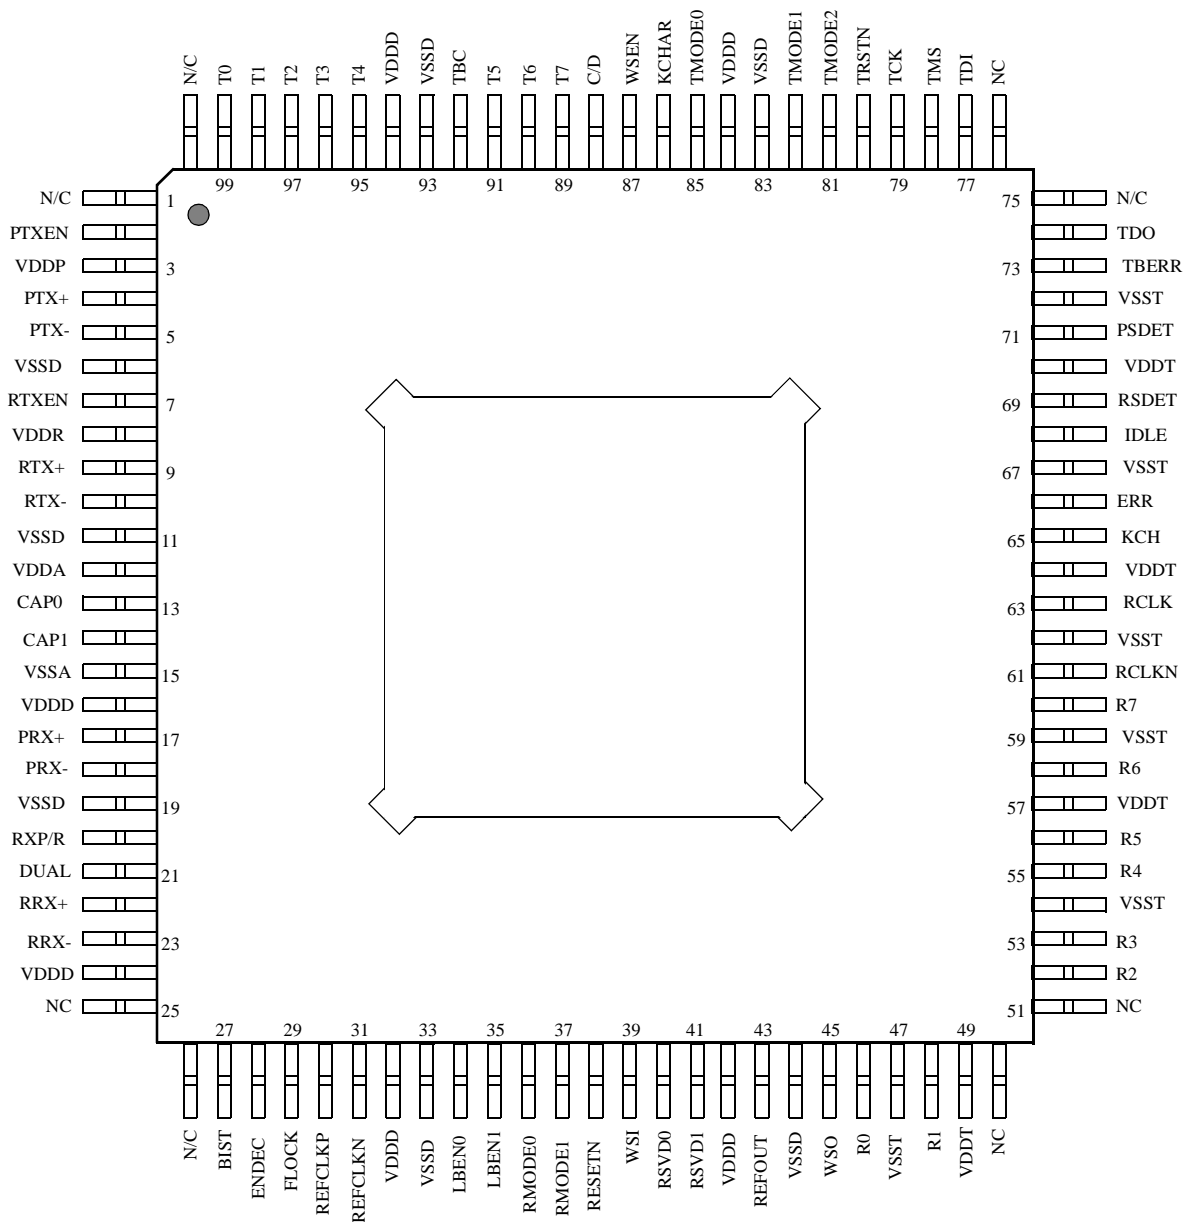 N/C T0 T1 T2 T3 T4 VDDD VSSD TBC T5 T6 T7 C/D WSEN KCHAR TMODE0 VDDD VSSD TMODE1 TMODE2 TRSTN TCK TMS TDI NC
99 97 95 93 91 89 87 85 83 81 79 77
N/C 1 75 N/C
PTXEN TDO
VDDP 3 73 TBERR
PTX+ VSST
PTX- 5 71 PSDET
VSSD VDDT
RTXEN 7 69 RSDET
VDDR IDLE
RTX+ 9 67 VSST
RTX- ERR
VSSD 11 65 KCH
VDDA VDDT
CAP0 13 63 RCLK
CAP1 VSST
VSSA 15 61 RCLKN
VDDD R7
PRX+ 17 59 VSST
PRX- R6
VSSD 19 57 VDDT
RXP/R R5
DUAL 21 55 R4
RRX+ VSST
RRX- 23 53 R3
VDDD R2
NC 25 51 NC
27 29 31 33 35 37 39 41 43 45 47 49
N/C BIST ENDEC FLOCK REFCLKP REFCLKN VDDD VSSD LBEN0 LBEN1 RMODE0 RMODE1 RESETN WSI RSVD0 RSVD1 VDDD REFOUT VSSD WSO R0 VSST R1 VDDT NC